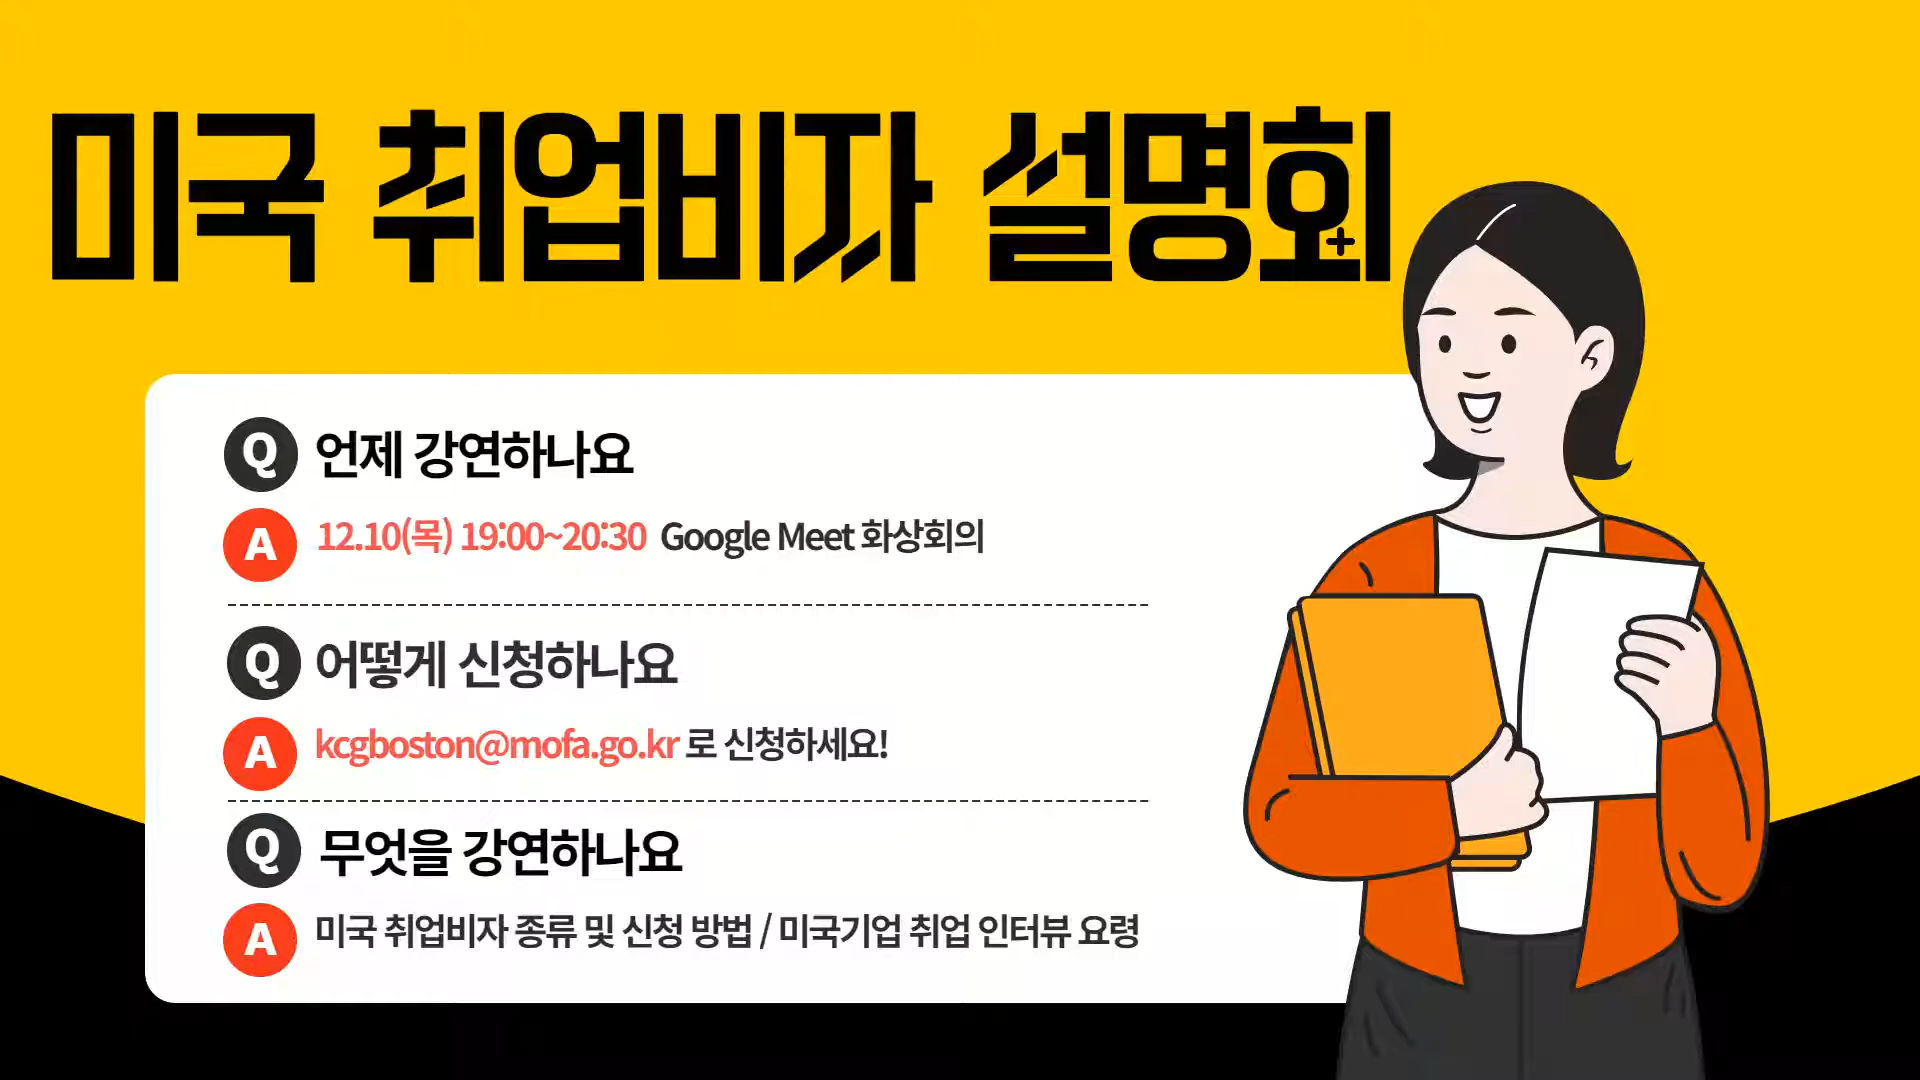 미국 취업비자 설명회
Q 언제 강연하나요
A 12.10(목) 19:00~20:30 Google Meet 화상회의
Q 어떻게 신청하나요
A kcgboston@mofa.go.kr 로 신청하세요!
Q 무엇을 강연하나요
A 미국 취업비자 종류 및 신청 방법 / 미국기업 취업 인터뷰 요령